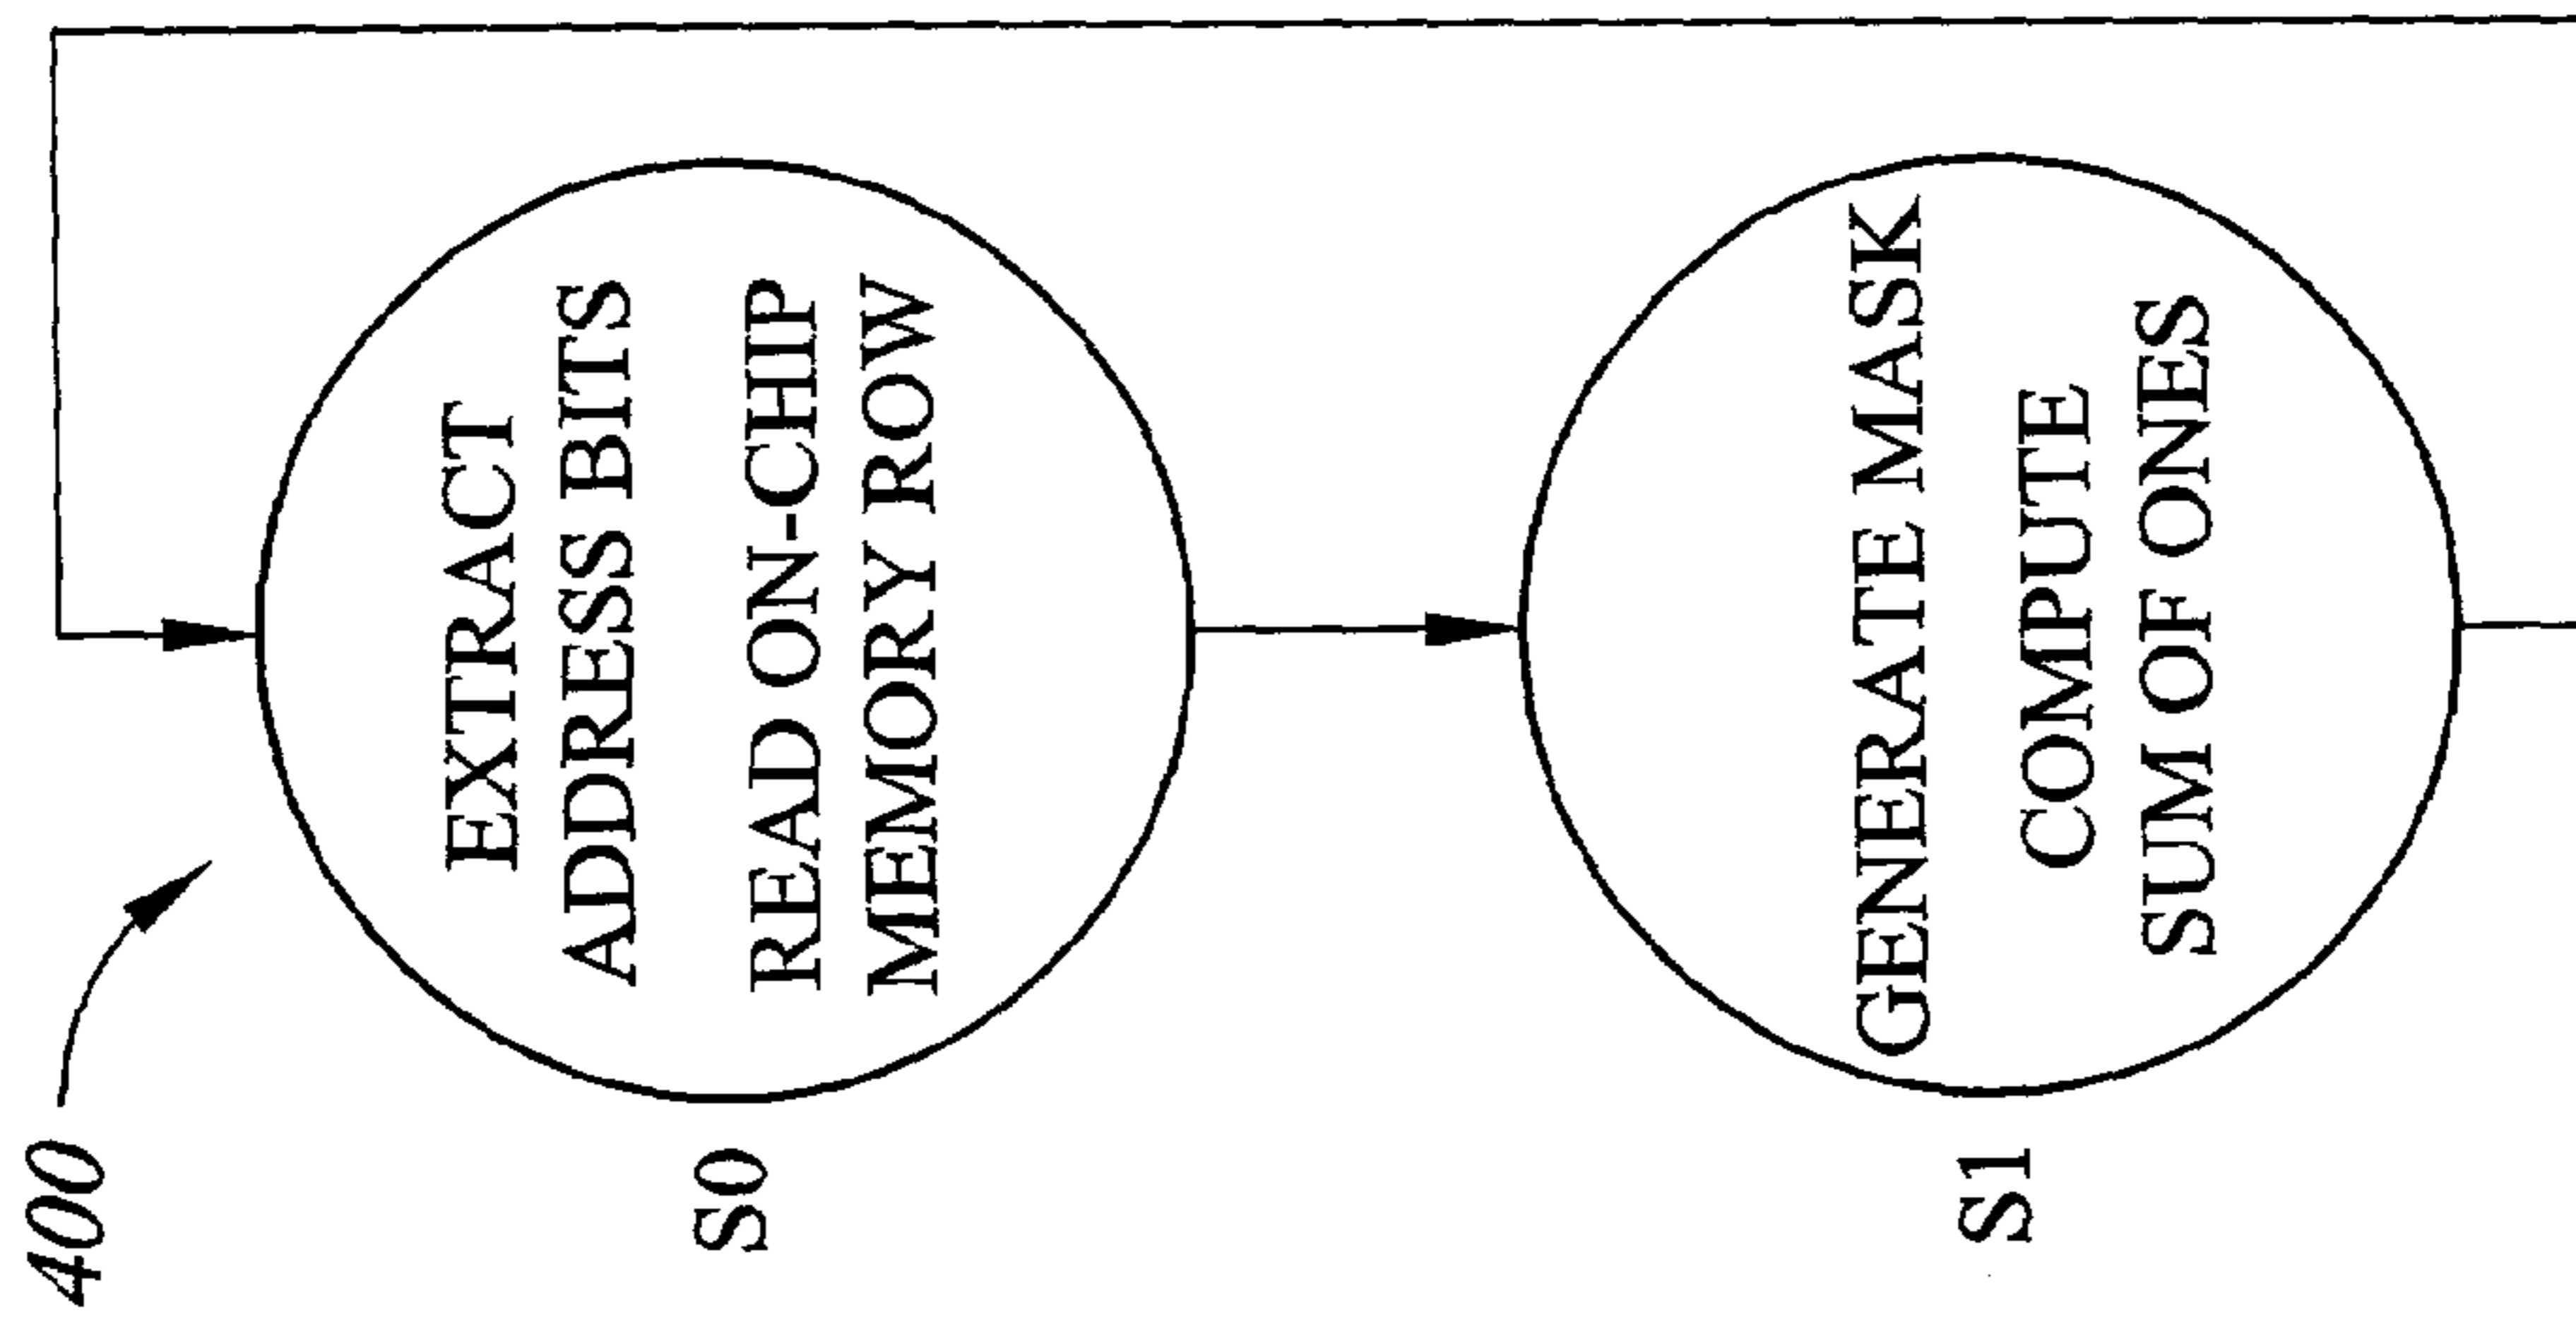 400
S0
EXTRACT
ADDRESS BITS
READ ON-CHIP
MEMORY ROW
S1
GENERATE MASK
COMPUTE
SUM OF ONES